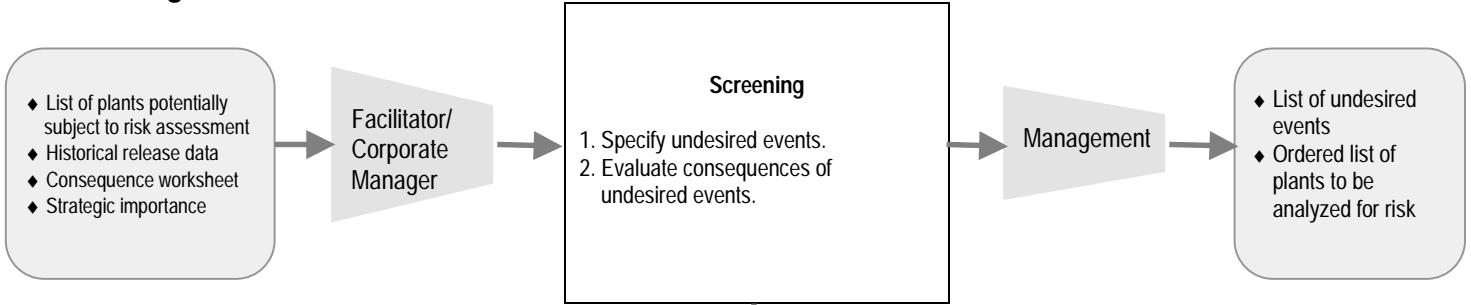 ♦ List of plants potentially
subject to risk assessment
♦ Historical release data
♦ Consequence worksheet
♦ Strategic importance
Facilitator/
Corporate
Manager
Screening
1. Specify undesired events.
2. Evaluate consequences of
undesired events.
Management
♦ List of undesired
events
♦ Ordered list of
plants to be
analyzed for risk